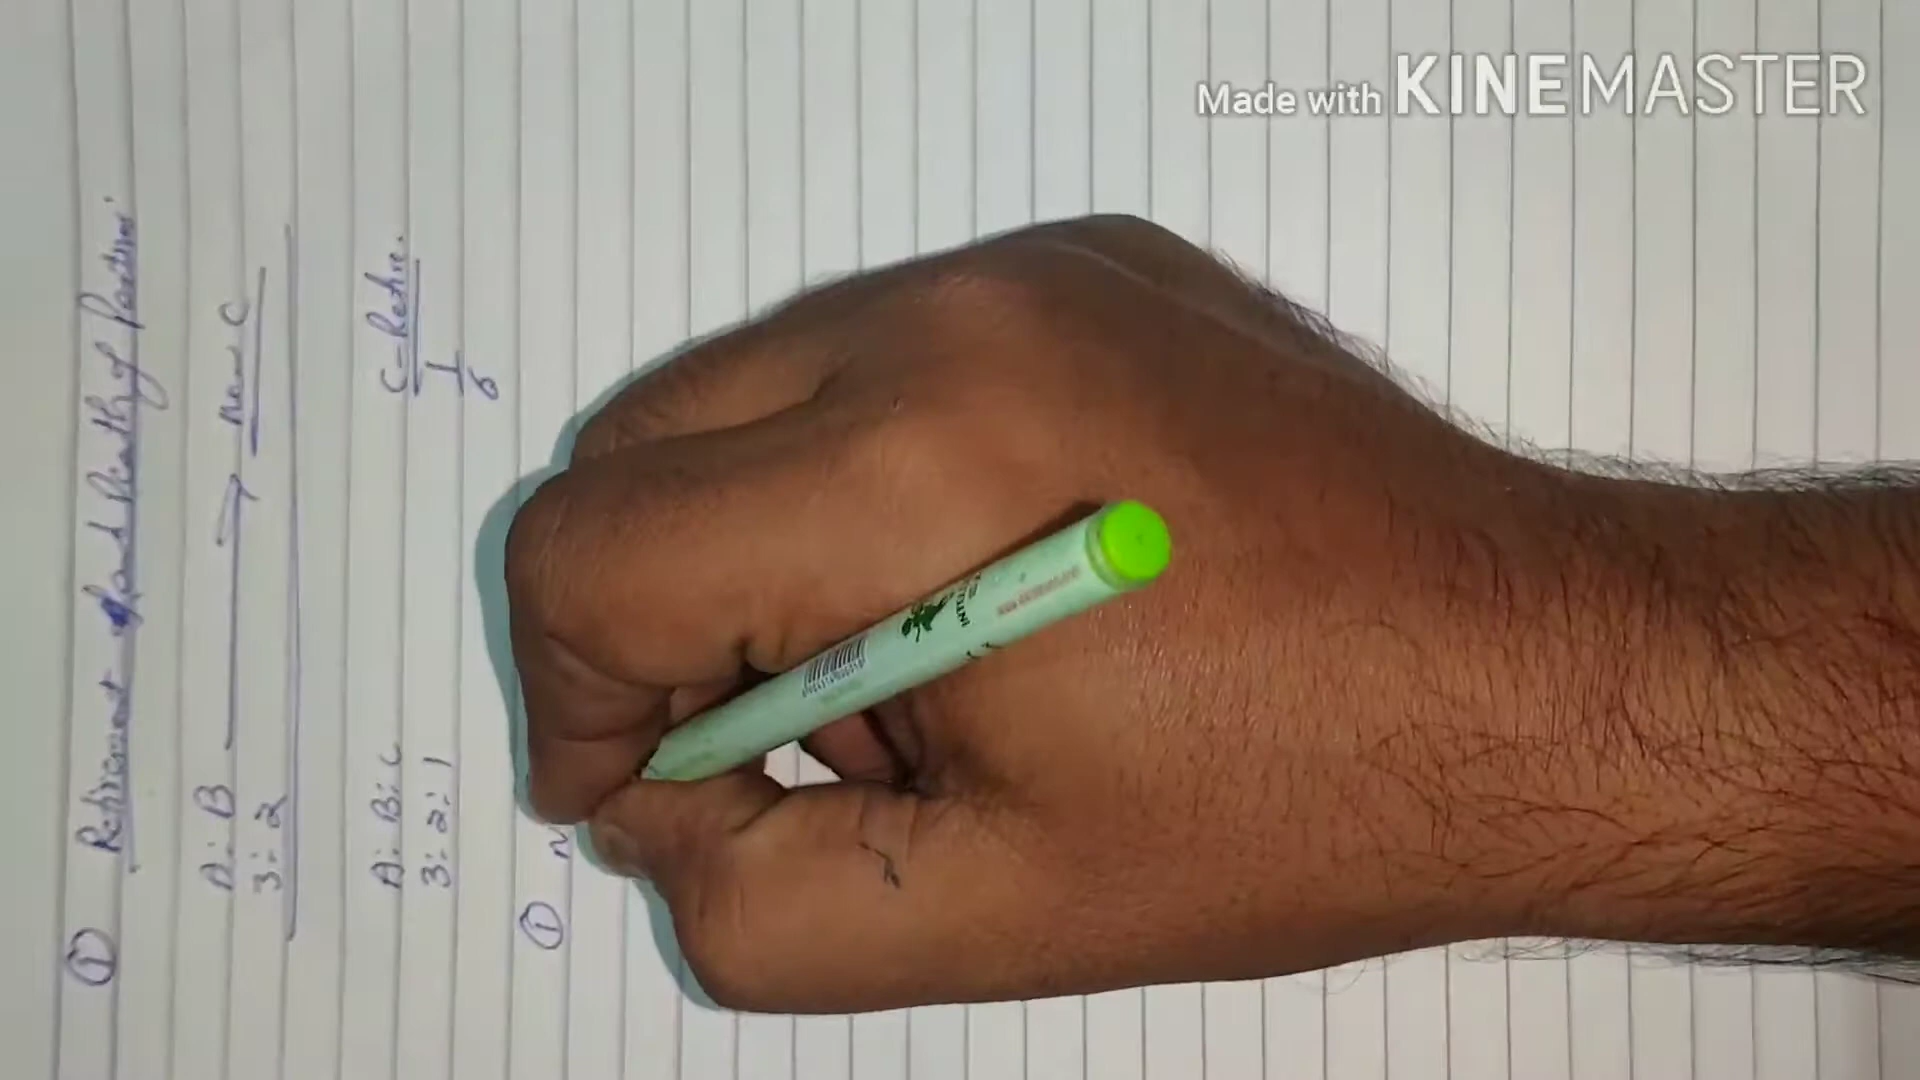 Made with KINEMASTER
① Retirement of and Death of Partner
A:B → new C
3:2
A:B:C C-Retire.
3:2:1 1/6
① N